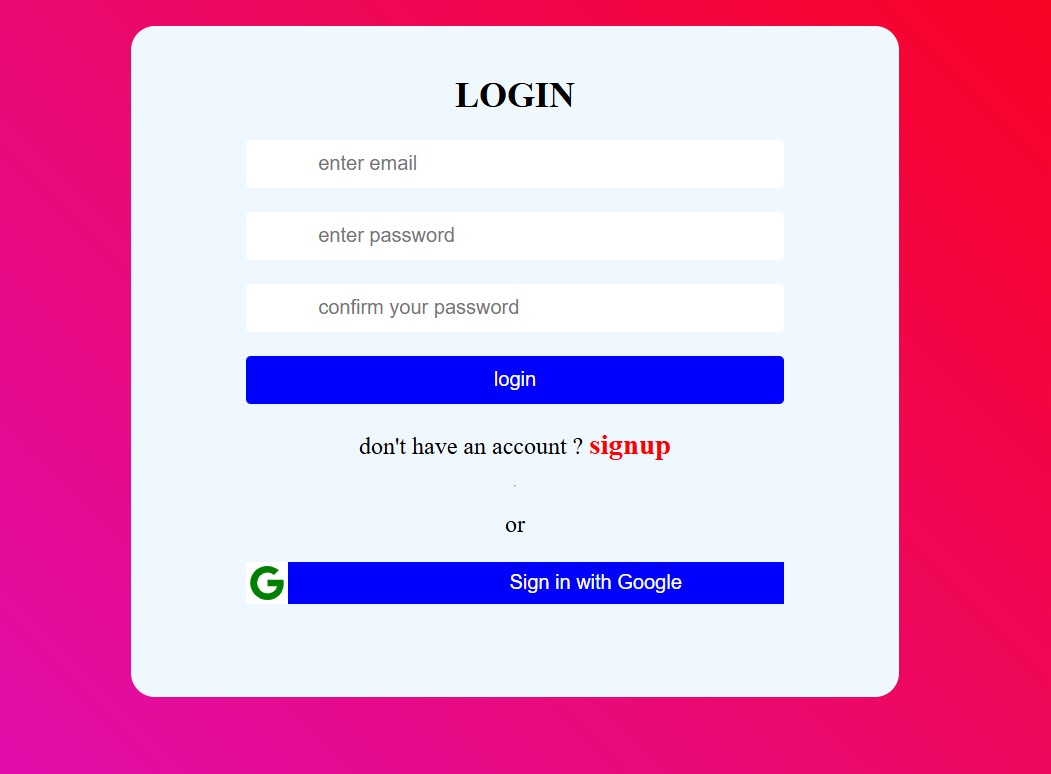 LOGIN
enter email
enter password
confirm your password
login
don't have an account ? signup
or
G Sign in with Google